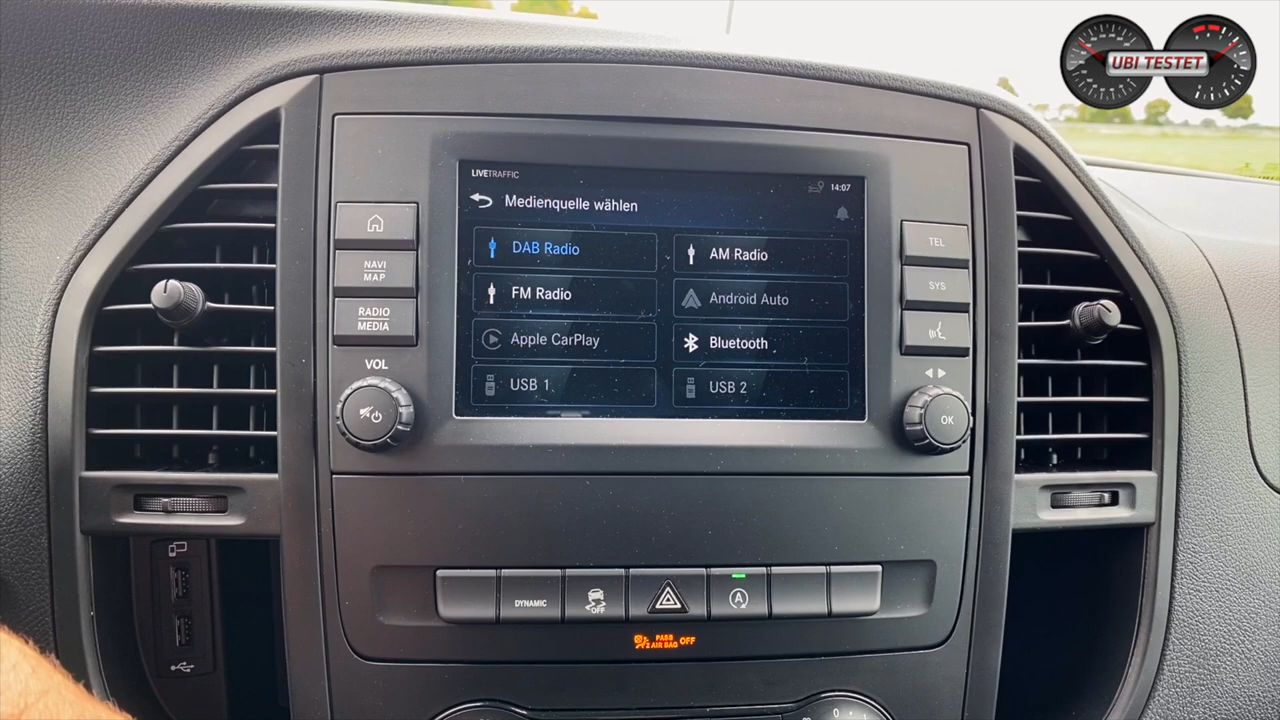 UBI TESTET
LIVETRAFFIC
14:07
Medienquelle wählen
DAB Radio
AM Radio
FM Radio
Android Auto
Apple CarPlay
Bluetooth
USB 1
USB 2
NAVI
MAP
RADIO
MEDIA
VOL
TEL
SYS
OK
DYNAMIC
OFF
A
PASS
AIR BAG OFF
0